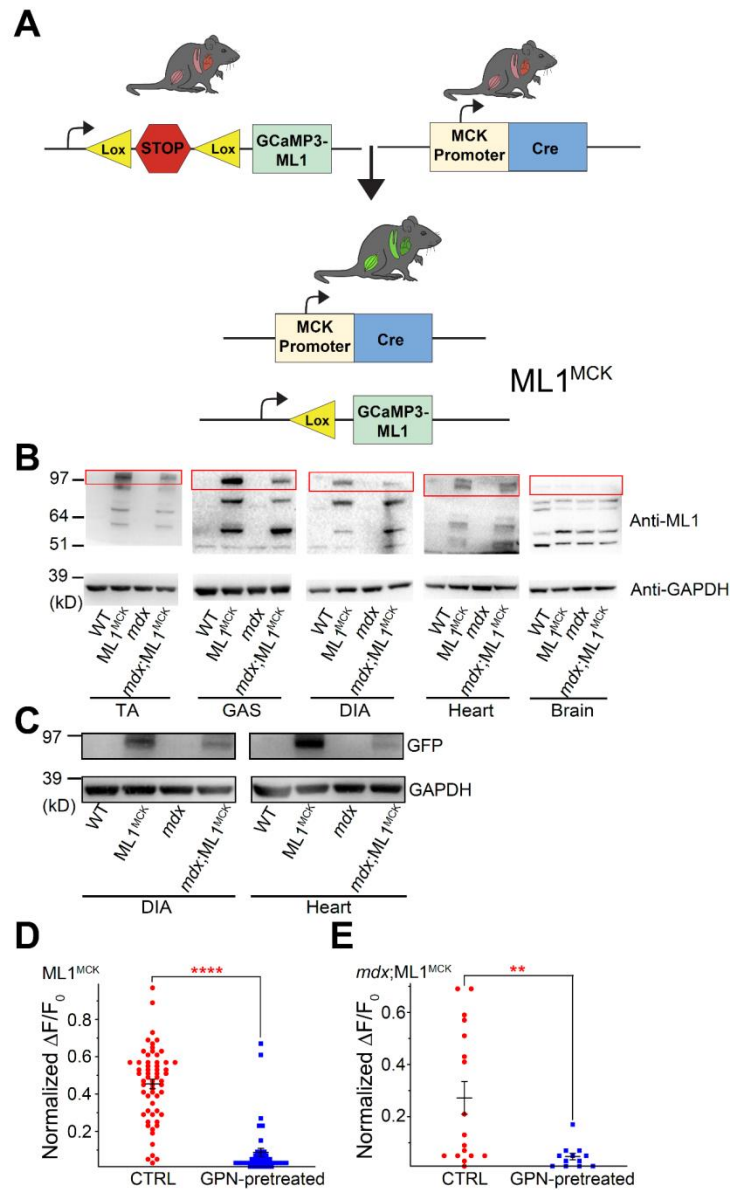 A
Lox
STOP
Lox
GCaMP3-
ML1
MCK
Promoter
Cre
MCK
Promoter
Cre
ML1MCK
Lox
GCaMP3-
ML1
B
97
64
51
39
(kD)
Anti-ML1
Anti-GAPDH
WT
ML1MCK
mdx
mdx;ML1MCK
WT
ML1MCK
mdx
mdx;ML1MCK
WT
ML1MCK
mdx
mdx;ML1MCK
WT
ML1MCK
mdx
mdx;ML1MCK
WT
ML1MCK
mdx
mdx;ML1MCK
TA
GAS
DIA
Heart
Brain
C
97
GFP
39
(kD)
GAPDH
WT
ML1MCK
mdx
mdx;ML1MCK
WT
ML1MCK
mdx
mdx;ML1MCK
DIA
Heart
D
ML1MCK
****
Normalized ΔF/F0
0.8
0.6
0.4
0.2
CTRL
GPN-pretreated
E
mdx;ML1MCK
**
Normalized ΔF/F0
0.6
0.4
0.2
CTRL
GPN-pretreated